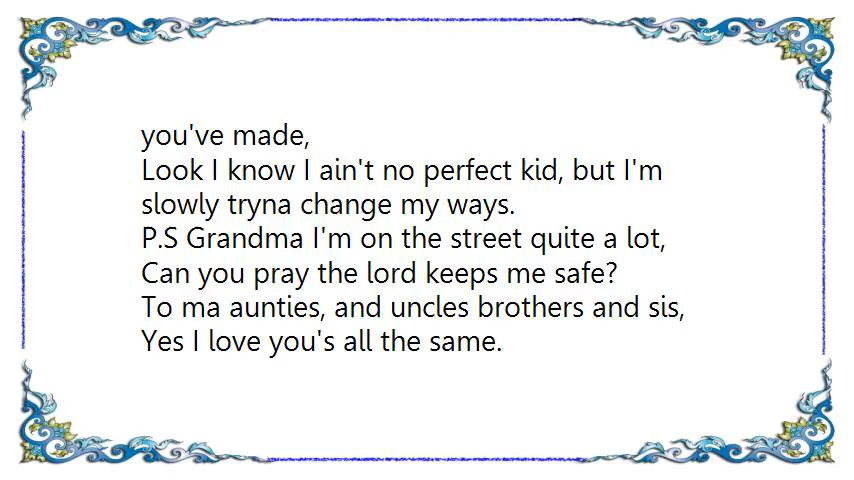 you've made,
Look I know I ain't no perfect kid, but I'm
slowly tryna change my ways.
P.S Grandma I'm on the street quite a lot,
Can you pray the lord keeps me safe?
To ma aunties, and uncles brothers and sis,
Yes I love you's all the same.